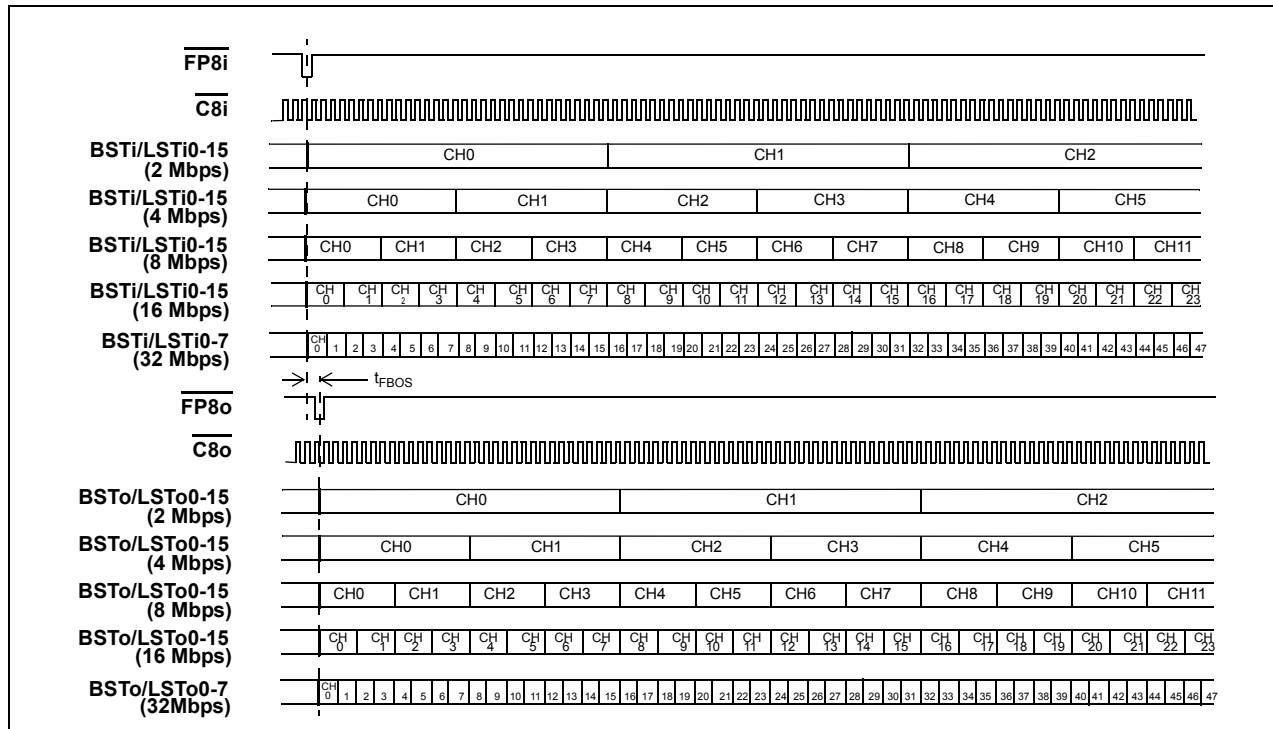 FP8i
C8i
BSTi/LSTi0-15
(2 Mbps)
CH0 CH1 CH2
BSTi/LSTi0-15
(4 Mbps)
CH0 CH1 CH2 CH3 CH4 CH5
BSTi/LSTi0-15
(8 Mbps)
CH0 CH1 CH2 CH3 CH4 CH5 CH6 CH7 CH8 CH9 CH10 CH11
BSTi/LSTi0-15
(16 Mbps)
CH CH CH CH CH CH CH CH CH CH CH CH CH CH CH CH CH CH CH CH CH CH CH CH
0 1 2 3 4 5 6 7 8 9 10 11 12 13 14 15 16 17 18 19 20 21 22 23
BSTi/LSTi0-7
(32 Mbps)
CH
0 1 2 3 4 5 6 7 8 9 10 11 12 13 14 15 16 17 18 19 20 21 22 23 24 25 26 27 28 29 30 31 32 33 34 35 36 37 38 39 40 41 42 43 44 45 46 47
tFBOS
FP8o
C8o
BSTo/LSTo0-15
(2 Mbps)
CH0 CH1 CH2
BSTo/LSTo0-15
(4 Mbps)
CH0 CH1 CH2 CH3 CH4 CH5
BSTo/LSTo0-15
(8 Mbps)
CH0 CH1 CH2 CH3 CH4 CH5 CH6 CH7 CH8 CH9 CH10 CH11
BSTo/LSTo0-15
(16 Mbps)
CH CH CH CH CH CH CH CH CH CH CH CH CH CH CH CH CH CH CH CH CH CH CH CH
0 1 2 3 4 5 6 7 8 9 10 11 12 13 14 15 16 17 18 19 20 21 22 23
BSTo/LSTo0-7
(32Mbps)
CH
0 1 2 3 4 5 6 7 8 9 10 11 12 13 14 15 16 17 18 19 20 21 22 23 24 25 26 27 28 29 30 31 32 33 34 35 36 37 38 39 40 41 42 43 44 45 46 47